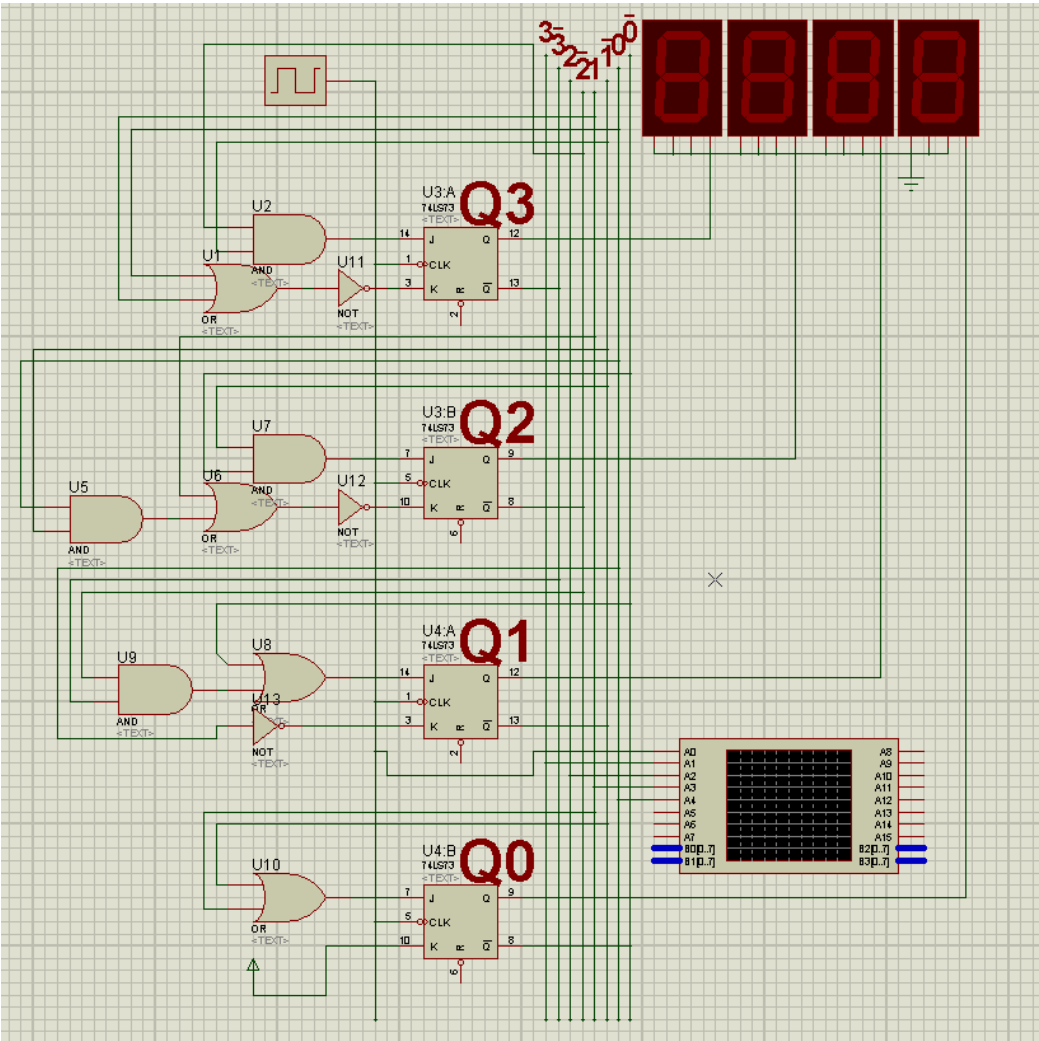 3 3̅ 2 2̅ 1 1̅ 0 0̅
U3:A
74LS73
<TEXT>
Q3
U2
AND
<TEXT>
U1
OR
<TEXT>
U11
NOT
<TEXT>
14 J Q 12
1 CLK
3 K R Q̅ 13
2
U3:B
74LS73
<TEXT>
Q2
U7
AND
<TEXT>
U6
OR
<TEXT>
U12
NOT
<TEXT>
U5
AND
<TEXT>
7 J Q 9
5 CLK
10 K R Q̅ 8
6
U4:A
74LS73
<TEXT>
Q1
U8
OR
<TEXT>
U9
AND
<TEXT>
U13
NOT
<TEXT>
14 J Q 12
1 CLK
3 K R Q̅ 13
2
A0 A8
A1 A9
A2 A10
A3 A11
A4 A12
A5 A13
A6 A14
A7 A15
B0[0..7] B2[0..7]
B1[0..7] B3[0..7]
U4:B
74LS73
<TEXT>
Q0
U10
OR
<TEXT>
7 J Q 9
5 CLK
10 K R Q̅ 8
6